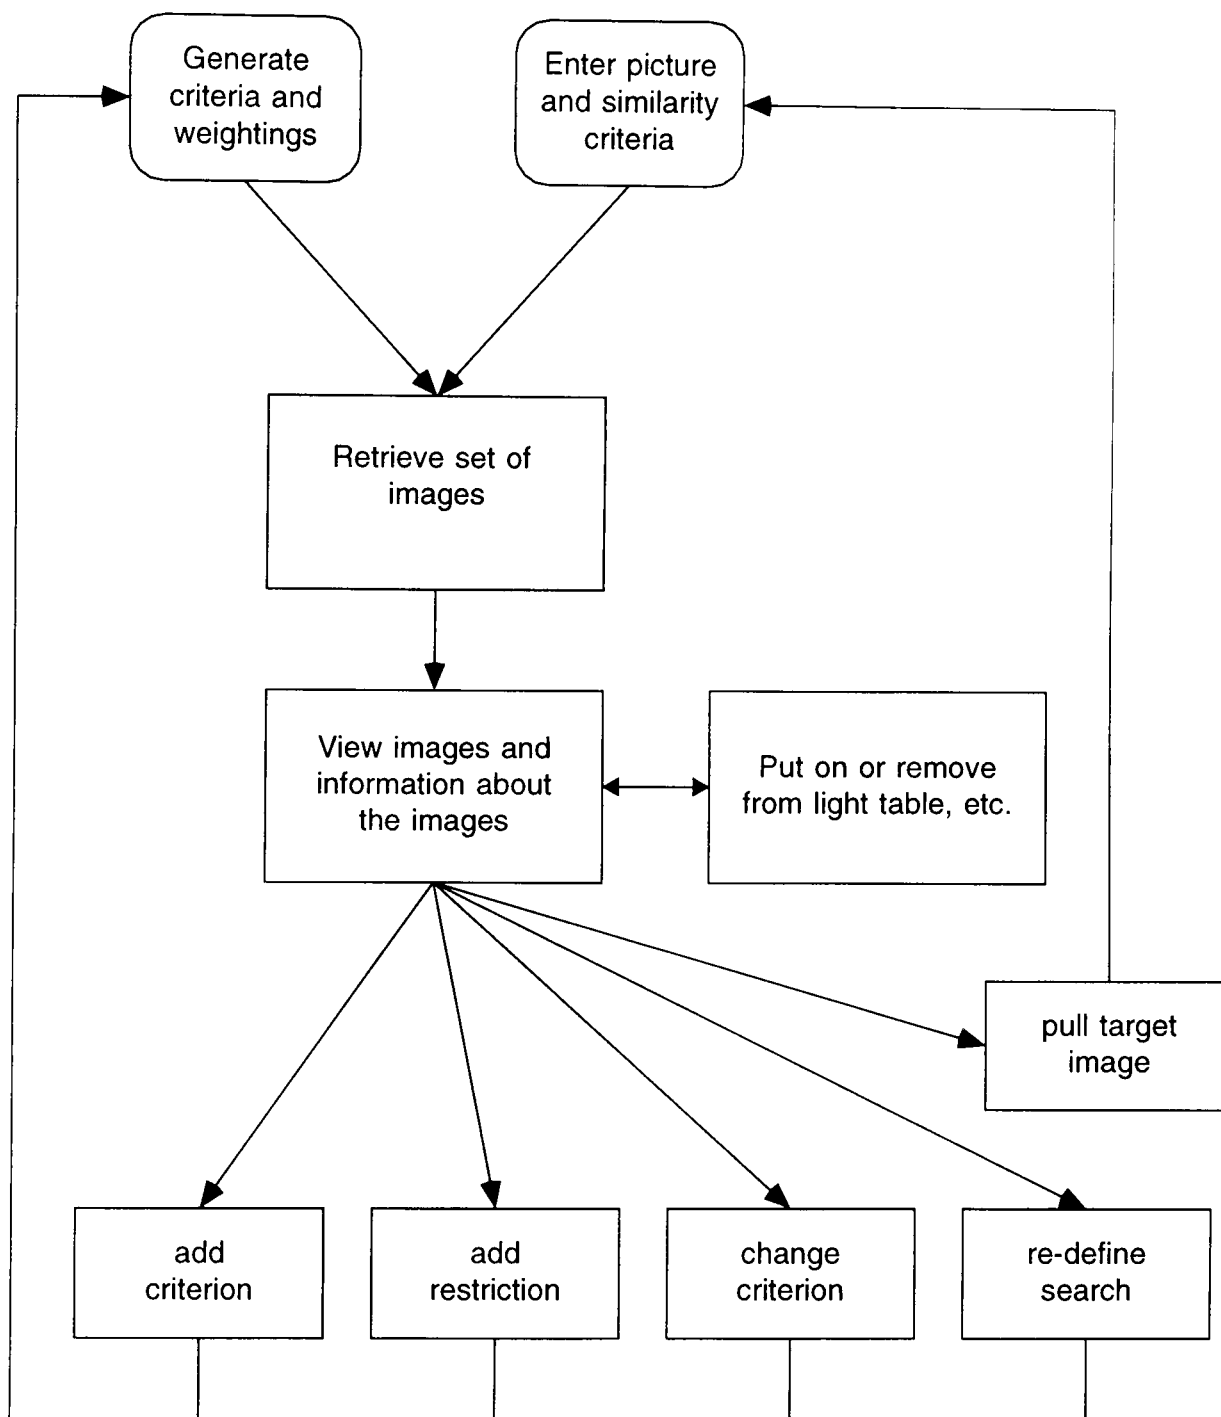 Generate
criteria and
weightings
Enter picture
and similarity
criteria
Retrieve set of
images
View images and
information about
the images
Put on or remove
from light table, etc.
pull target
image
add
criterion
add
restriction
change
criterion
re-define
search